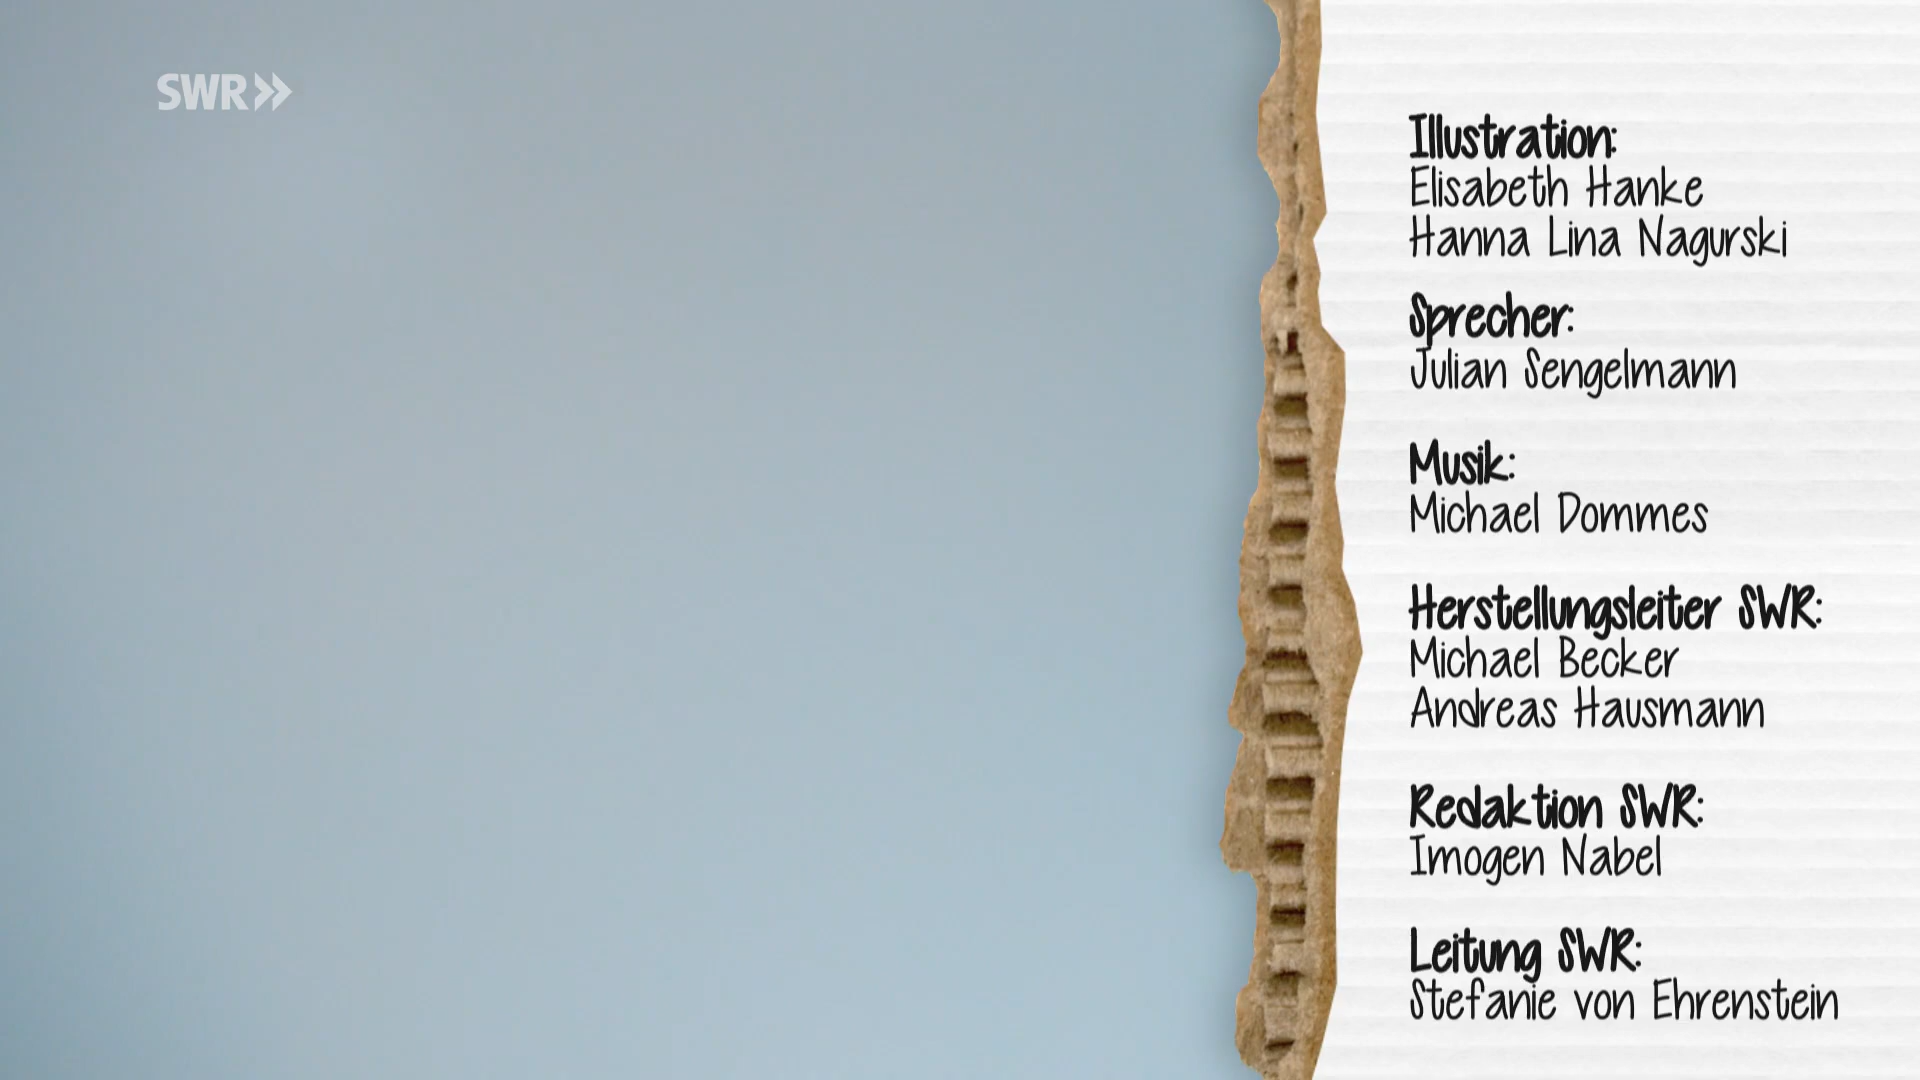 SWR
Illustration:
Elisabeth Hanke
Hanna Lina Nagurski
Sprecher:
Julian Sengelmann
Musik:
Michael Dommes
Herstellungsleiter SWR:
Michael Becker
Andreas Hausmann
Redaktion SWR:
Imogen Nabel
Leitung SWR:
Stefanie von Ehrenstein